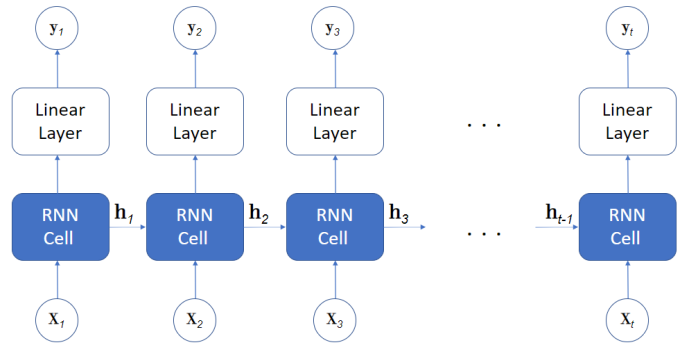 y1 y2 y3 yt
Linear Layer Linear Layer Linear Layer . . . Linear Layer
RNN Cell h1 RNN Cell h2 RNN Cell h3 . . . ht-1 RNN Cell
x1 x2 x3 xt